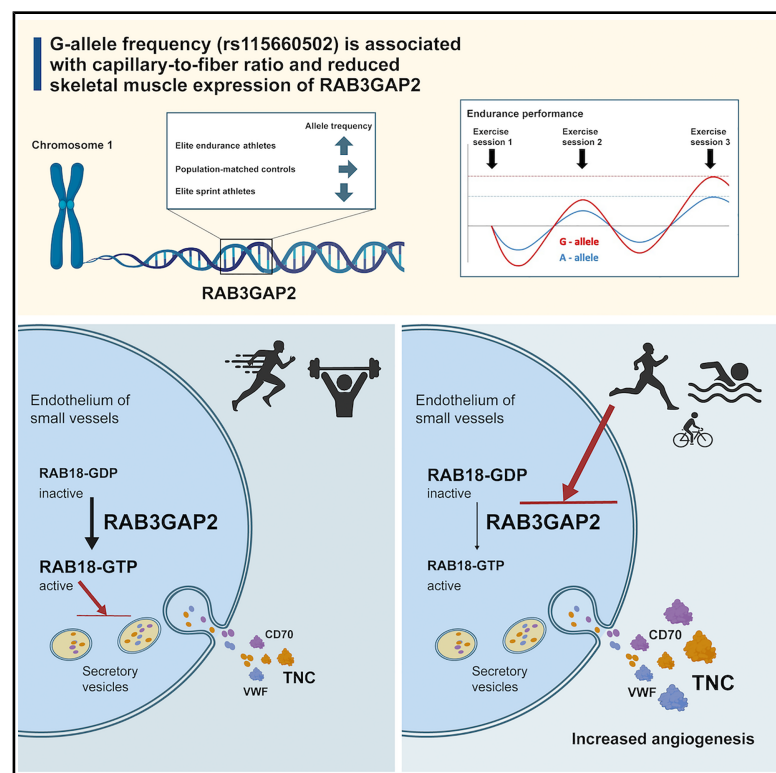 G-allele frequency (rs115660502) is associated
with capillary-to-fiber ratio and reduced
skeletal muscle expression of RAB3GAP2
Chromosome 1
Allele trequency
Elite endurance athletes
Population-matched controls
Elite sprint athletes
RAB3GAP2
Endurance performance
Exercise
session 1
Exercise
session 2
Exercise
session 3
G - allele
A - allele
Endothelium of
small vessels
RAB18-GDP
inactive
RAB3GAP2
RAB18-GTP
active
Secretory
vesicles
CD70
TNC
VWF
Endothelium of
small vessels
RAB18-GDP
inactive
RAB3GAP2
RAB18-GTP
active
Secretory
vesicles
CD70
TNC
VWF
Increased angiogenesis